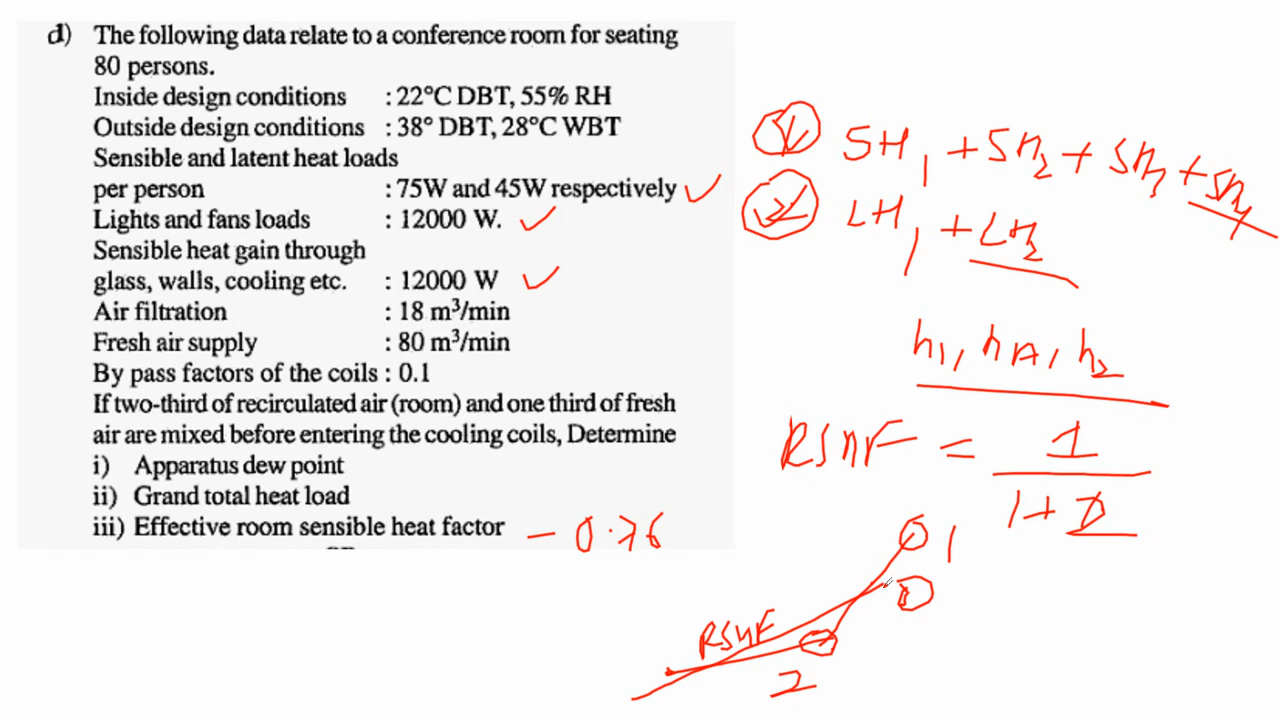 d) The following data relate to a conference room for seating
80 persons.
Inside design conditions : 22°C DBT, 55% RH
Outside design conditions : 38° DBT, 28°C WBT
Sensible and latent heat loads
per person : 75W and 45W respectively
Lights and fans loads : 12000 W.
Sensible heat gain through
glass, walls, cooling etc. : 12000 W
Air filtration : 18 m³/min
Fresh air supply : 80 m³/min
By pass factors of the coils : 0.1
If two-third of recirculated air (room) and one third of fresh
air are mixed before entering the cooling coils, Determine
i) Apparatus dew point
ii) Grand total heat load
iii) Effective room sensible heat factor - 0.76
SH1 + SH2 + SH3 + SH4
LH1 + LH2
h1, hA, h2
RSHF = 1
1 + 2
1
RSHF
2